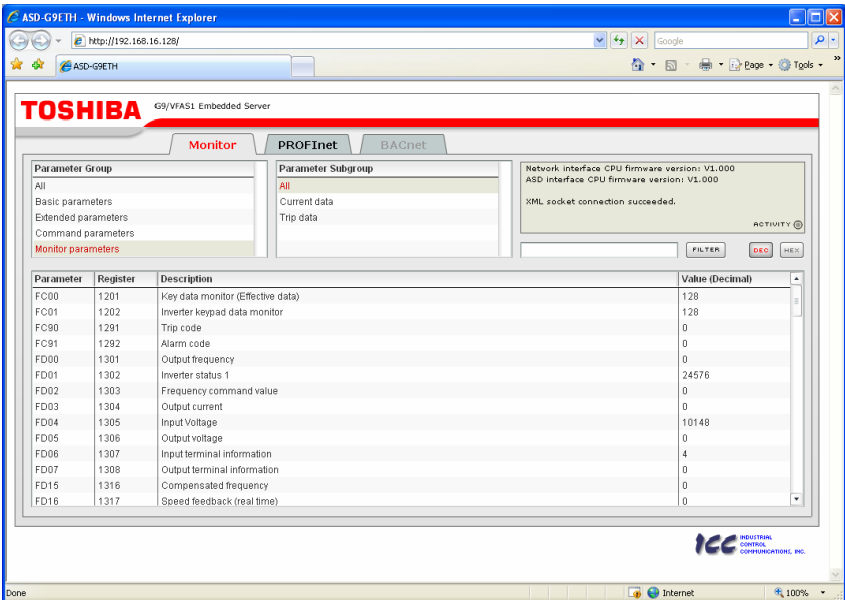 ASD-G9ETH - Windows Internet Explorer
http://192.168.16.128/
Google
ASD-G9ETH
Page
Tools
TOSHIBA
G9/VFAS1 Embedded Server
Monitor
PROFInet
BACnet
Parameter Group
All
Basic parameters
Extended parameters
Command parameters
Monitor parameters
Parameter Subgroup
All
Current data
Trip data
Network interface CPU firmware version: V1.000
ASD interface CPU firmware version: V1.000
XML socket connection succeeded.
ACTIVITY
FILTER
DEC
HEX
Parameter Register Description Value (Decimal)
FC00 1201 Key data monitor (Effective data) 128
FC01 1202 Inverter keypad data monitor 128
FC90 1291 Trip code 0
FC91 1292 Alarm code 0
FD00 1301 Output frequency 0
FD01 1302 Inverter status 1 24576
FD02 1303 Frequency command value 0
FD03 1304 Output current 0
FD04 1305 Input Voltage 10148
FD05 1306 Output voltage 0
FD06 1307 Input terminal information 4
FD07 1308 Output terminal information 0
FD15 1316 Compensated frequency 0
FD16 1317 Speed feedback (real time) 0
ICC
INDUSTRIAL
CONTROL
COMMUNICATIONS, INC.
Done
Internet
100%